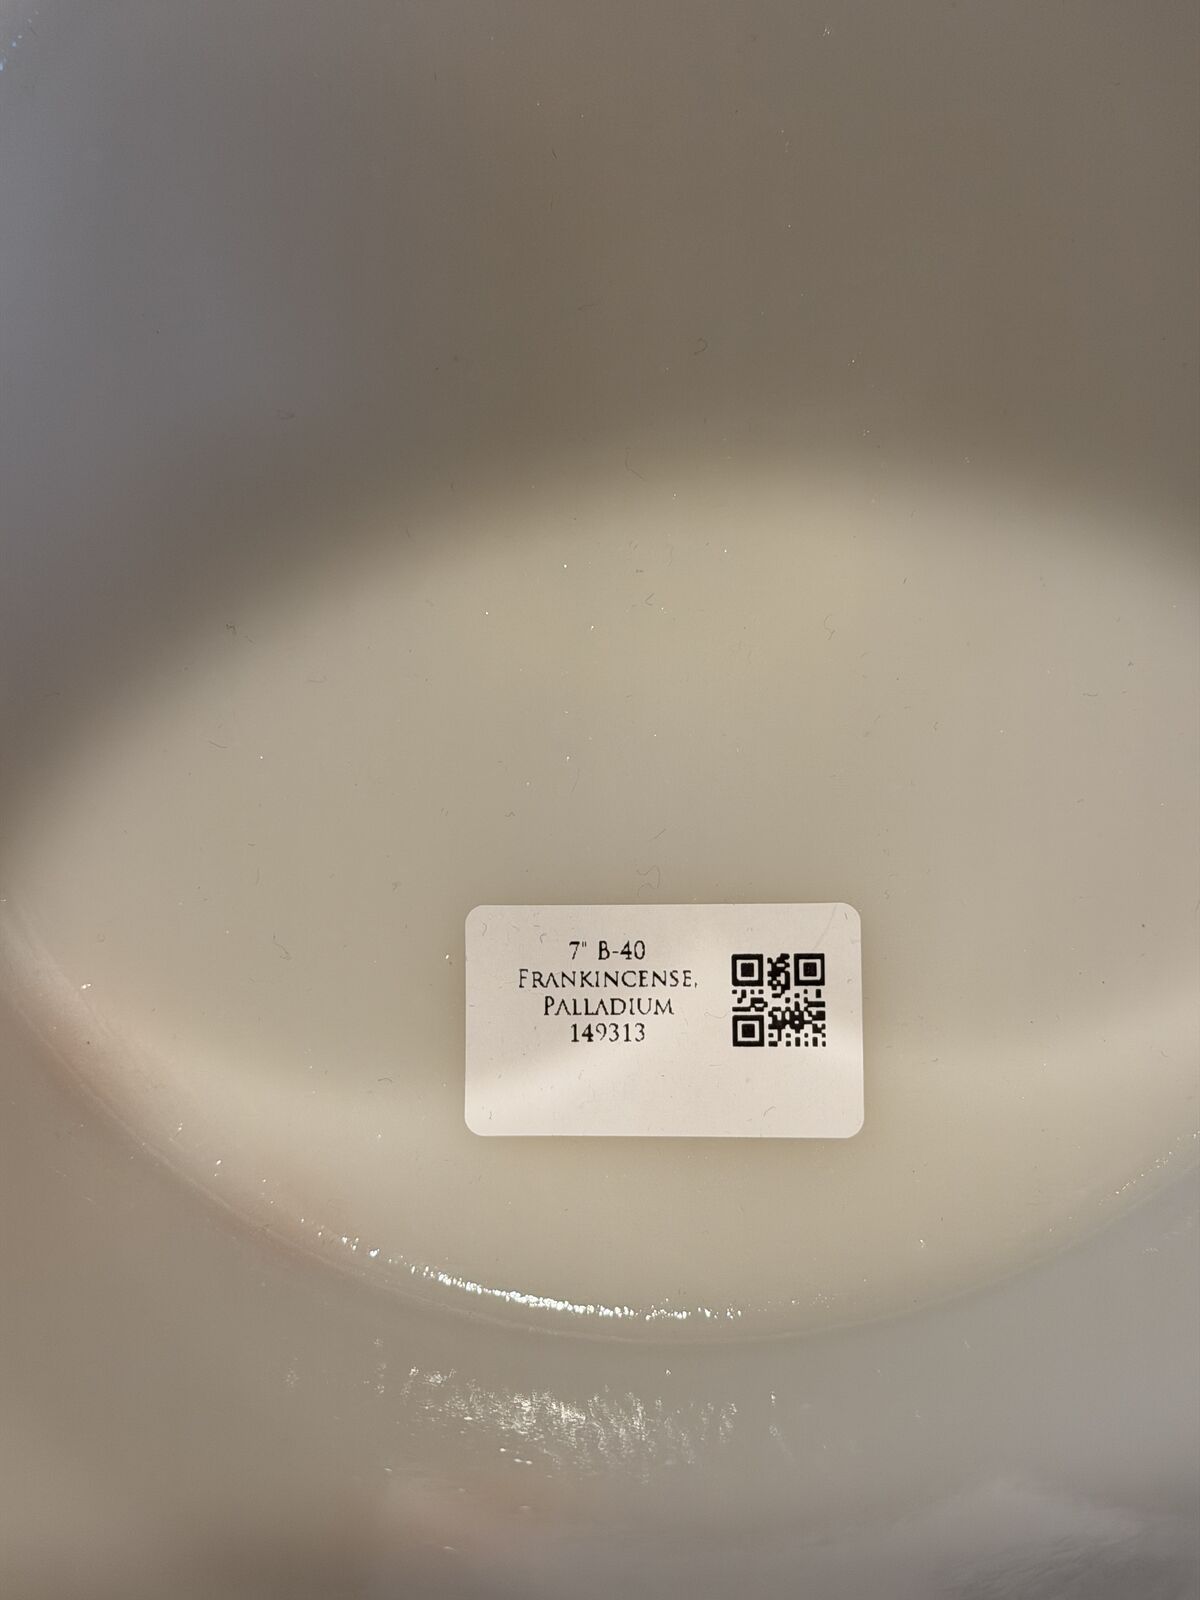 7" B-40
FRANKINCENSE,
PALLADIUM
149313